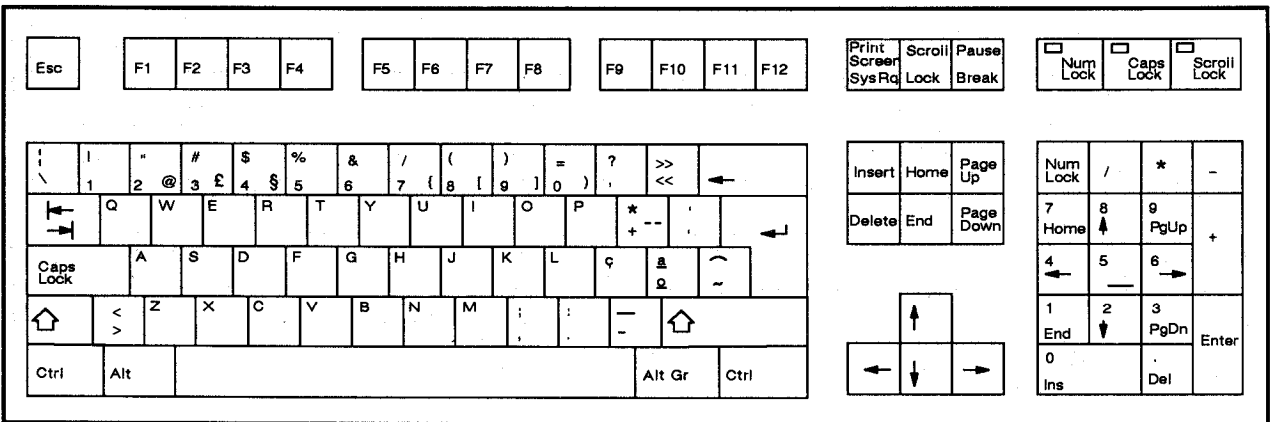 Esc F1 F2 F3 F4 F5 F6 F7 F8 F9 F10 F11 F12 Print Screen SysRq Scroll Lock Pause Break Num Lock Caps Lock Scroll Lock
¦ ! " # $ % & / ( ) = ? >>
\ 1 2 @ 3 £ 4 § 5 6 7 { 8 [ 9 ] 0 ) ' << ←
Insert Home Page Up
Num Lock / * -
Q W E R T Y U I O P * +
Delete End Page Down
7 Home 8 ↑ 9 PgUp +
Caps Lock A S D F G H J K L ç a o ~
4 ← 5 6 →
⇧ < > Z X C V B N M ; , : . _ - ⇧
↑
1 End 2 ↓ 3 PgDn Enter
Ctrl Alt Alt Gr Ctrl
← ↓ →
0 Ins . Del